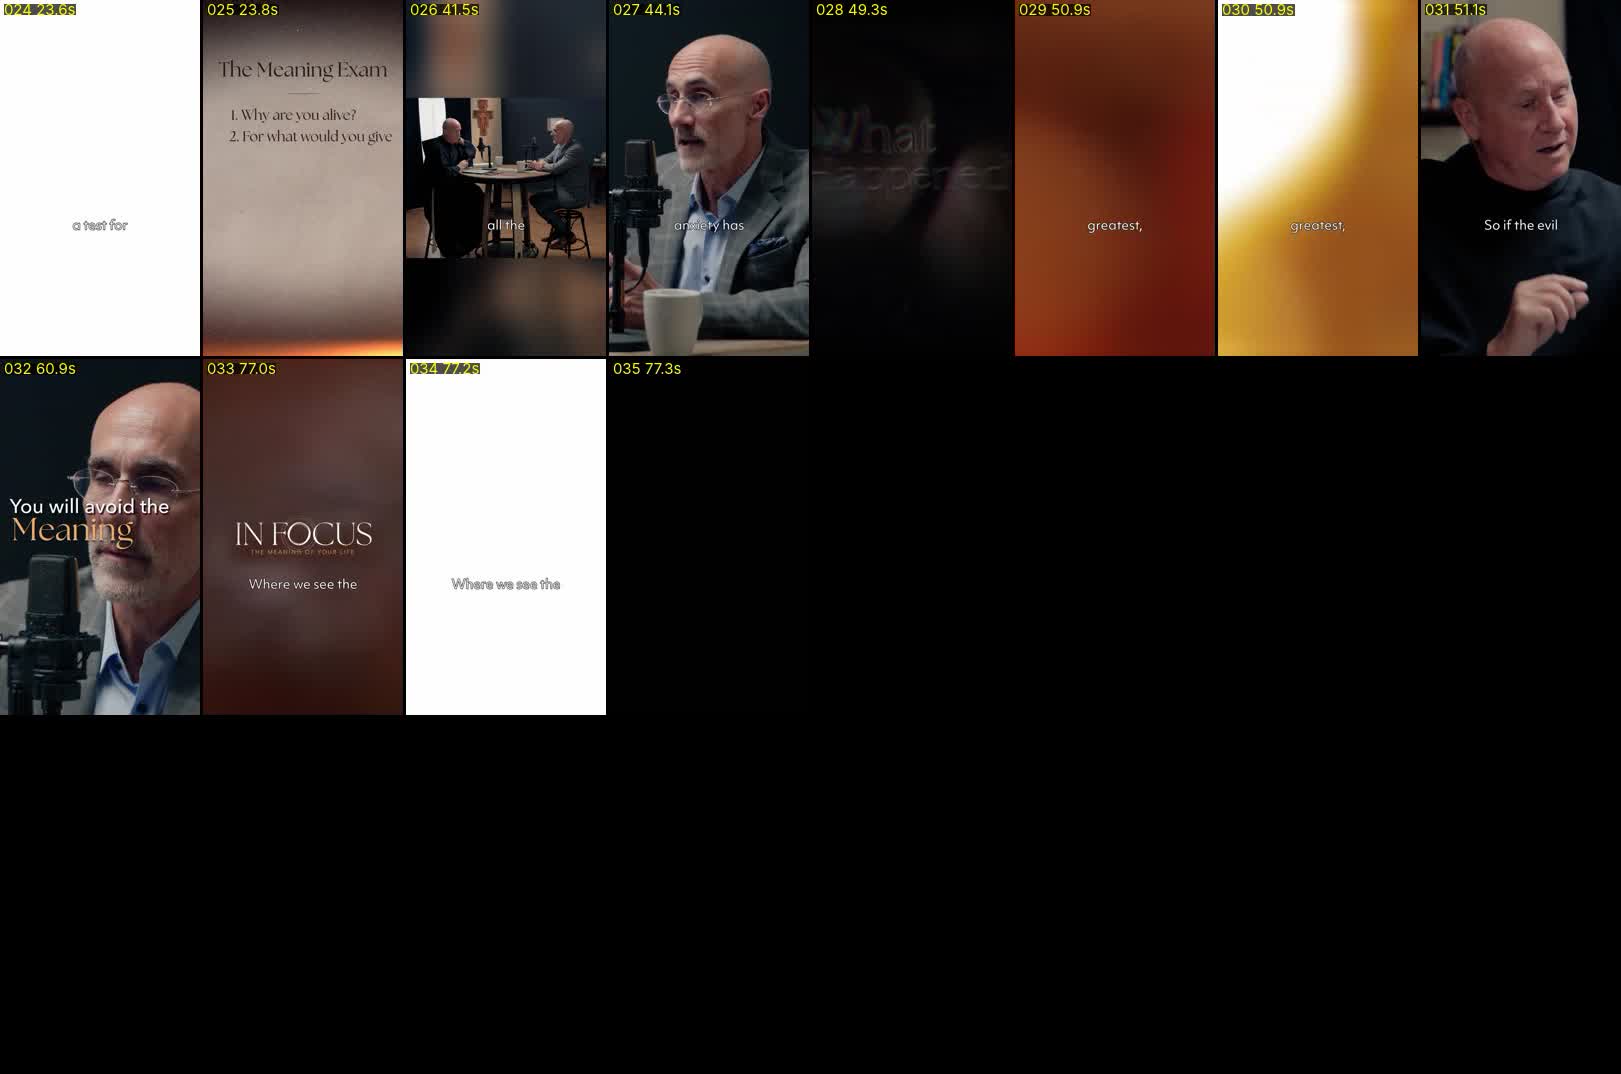 024 23.6s
a test for
025 23.8s
The Meaning Exam
1. Why are you alive?
2. For what would you give
026 41.5s
all the
027 44.1s
anxiety has
028 49.3s
What
Happened
029 50.9s
greatest,
030 50.9s
greatest,
031 51.1s
So if the evil
032 60.9s
You will avoid the
Meaning
033 77.0s
IN FOCUS
THE MEANING OF YOUR LIFE
Where we see the
034 77.2s
Where we see the
035 77.3s